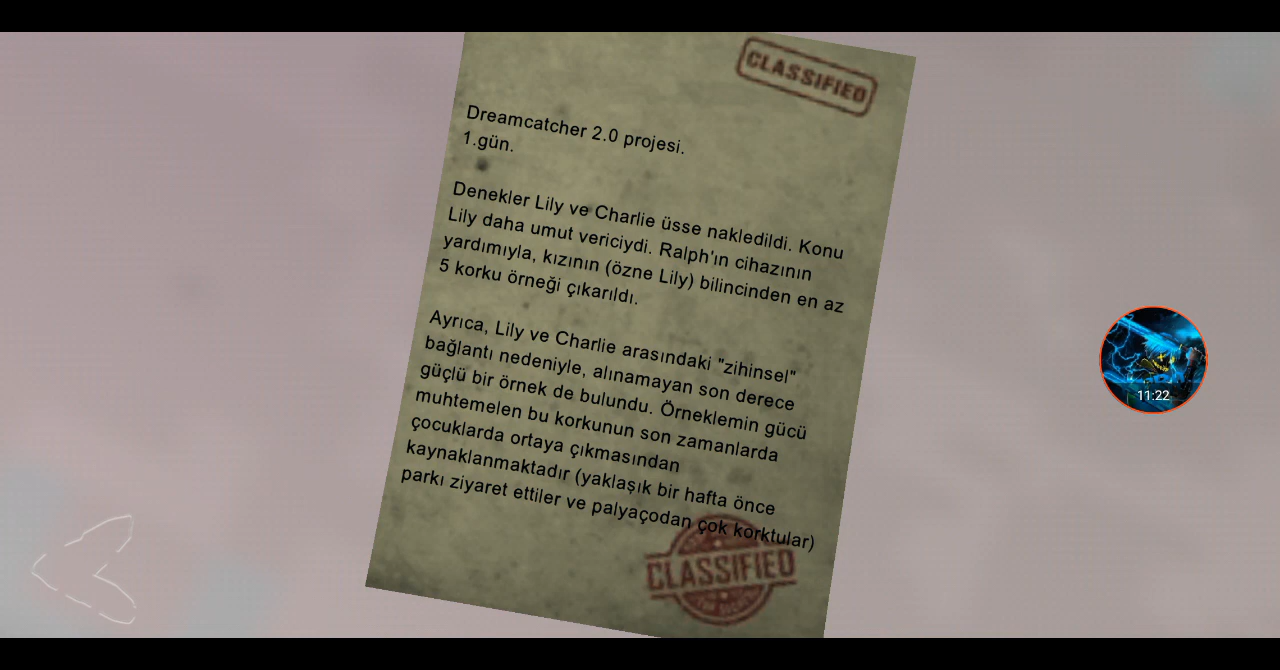 CLASSIFIED
Dreamcatcher 2.0 projesi.
1.gün.
Denekler Lily ve Charlie üsse nakledildi. Konu
Lily daha umut vericiydi. Ralph'ın cihazının
yardımıyla, kızının (özne Lily) bilincinden en az
5 korku örneği çıkarıldı.
Ayrıca, Lily ve Charlie arasındaki "zihinsel"
bağlantı nedeniyle, alınamayan son derece
güçlü bir örnek de bulundu. Örneklemin gücü
muhtemelen bu korkunun son zamanlarda
çocuklarda ortaya çıkmasından
kaynaklanmaktadır (yaklaşık bir hafta önce
parkı ziyaret ettiler ve palyaçodan çok korktular)
CLASSIFIED
11:22